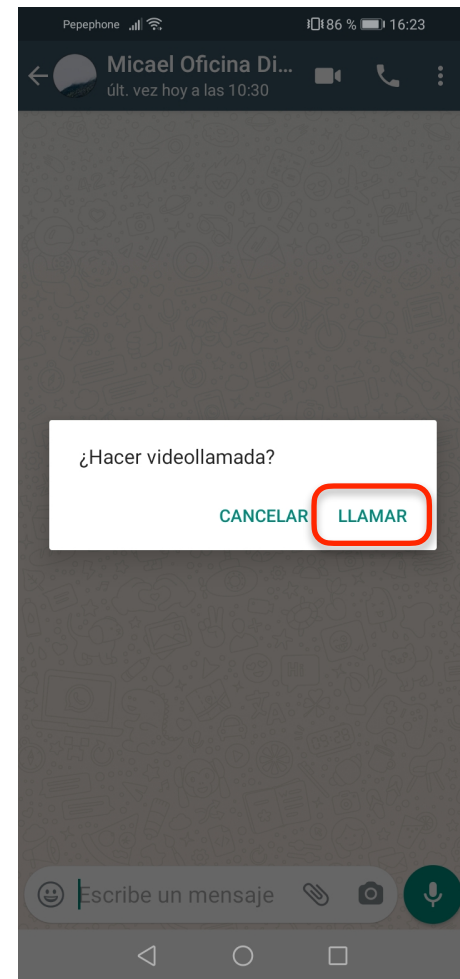 Pepephone 86 % 16:23
Micael Oficina Di...
últ. vez hoy a las 10:30
¿Hacer videollamada?
CANCELAR LLAMAR
Escribe un mensaje